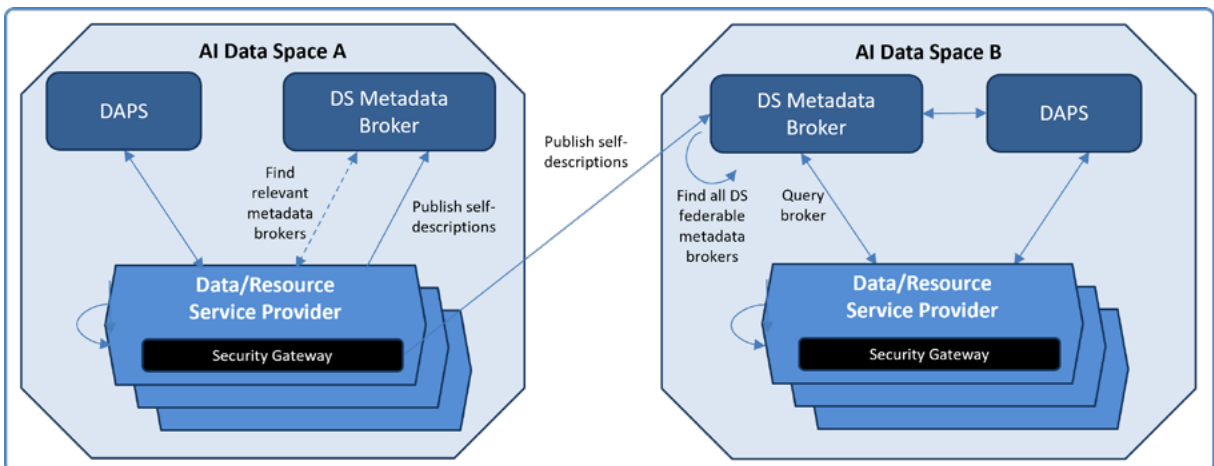 AI Data Space A
DAPS
DS Metadata
Broker
Find
relevant
metadata
brokers
Publish self-
descriptions
Data/Resource
Service Provider
Security Gateway
Publish self-
descriptions
AI Data Space B
DS Metadata
Broker
DAPS
Find all DS
federable
metadata
brokers
Query
broker
Data/Resource
Service Provider
Security Gateway